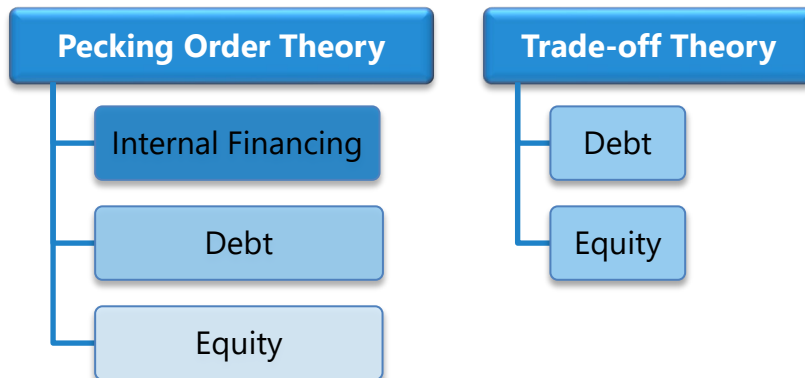 Pecking Order Theory
Internal Financing
Debt
Equity
Trade-off Theory
Debt
Equity